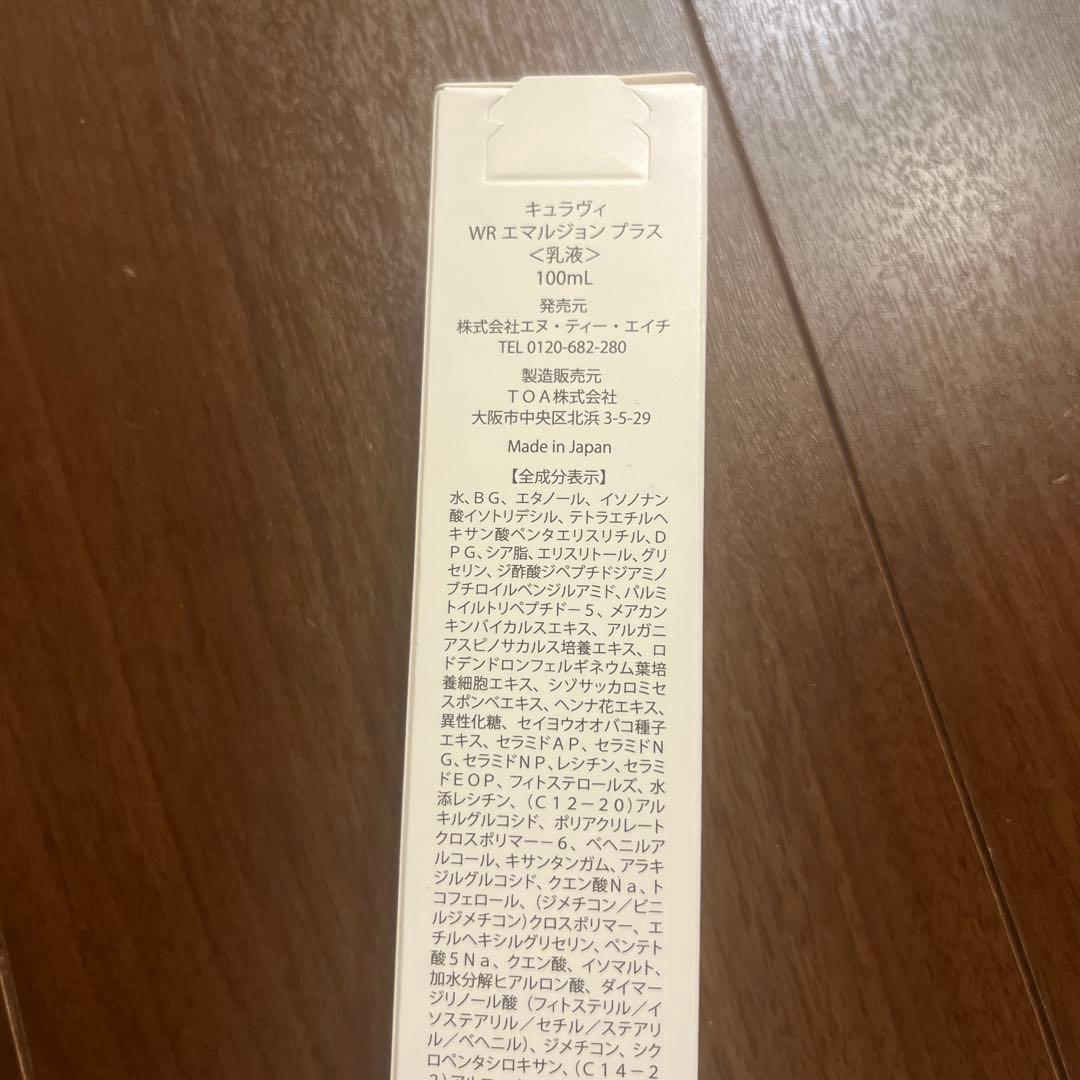 キュラヴィ
WR エマルジョン プラス
＜乳液＞
100mL
発売元
株式会社エヌ・ティー・エイチ
TEL 0120-682-280
製造販売元
ＴＯＡ株式会社
大阪市中央区北浜 3-5-29
Made in Japan
【全成分表示】
水、ＢＧ、エタノール、イソノナン
酸イソトリデシル、テトラエチルヘ
キサン酸ペンタエリスリチル、Ｄ
ＰＧ、シア脂、エリスリトール、グリ
セリン、ジ酢酸ジペプチドジアミノ
ブチロイルベンジルアミド、パルミ
トイルトリペプチド－５、メアカン
キンバイカルスエキス、アルガニ
アスピノサカルス培養エキス、ロ
ドデンドロンフェルギネウム葉培
養細胞エキス、シゾサッカロミセ
スポンベエキス、ヘンナ花エキス、
異性化糖、セイヨウオオバコ種子
エキス、セラミドＡＰ、セラミドＮ
Ｇ、セラミドＮＰ、レシチン、セラミ
ドＥＯＰ、フィトステロールズ、水
添レシチン、（Ｃ１２－２０）アル
キルグルコシド、ポリアクリレート
クロスポリマー－６、ベヘニルア
ルコール、キサンタンガム、アラキ
ジルグルコシド、クエン酸Ｎａ、ト
コフェロール、（ジメチコン／ビニ
ルジメチコン）クロスポリマー、エ
チルヘキシルグリセリン、ペンテト
酸５Ｎａ、クエン酸、イソマルト、
加水分解ヒアルロン酸、ダイマー
ジリノール酸（フィトステリル／イ
ソステアリル／セチル／ステアリ
ル／ベヘニル）、ジメチコン、シク
ロペンタシロキサン、（Ｃ１４－２